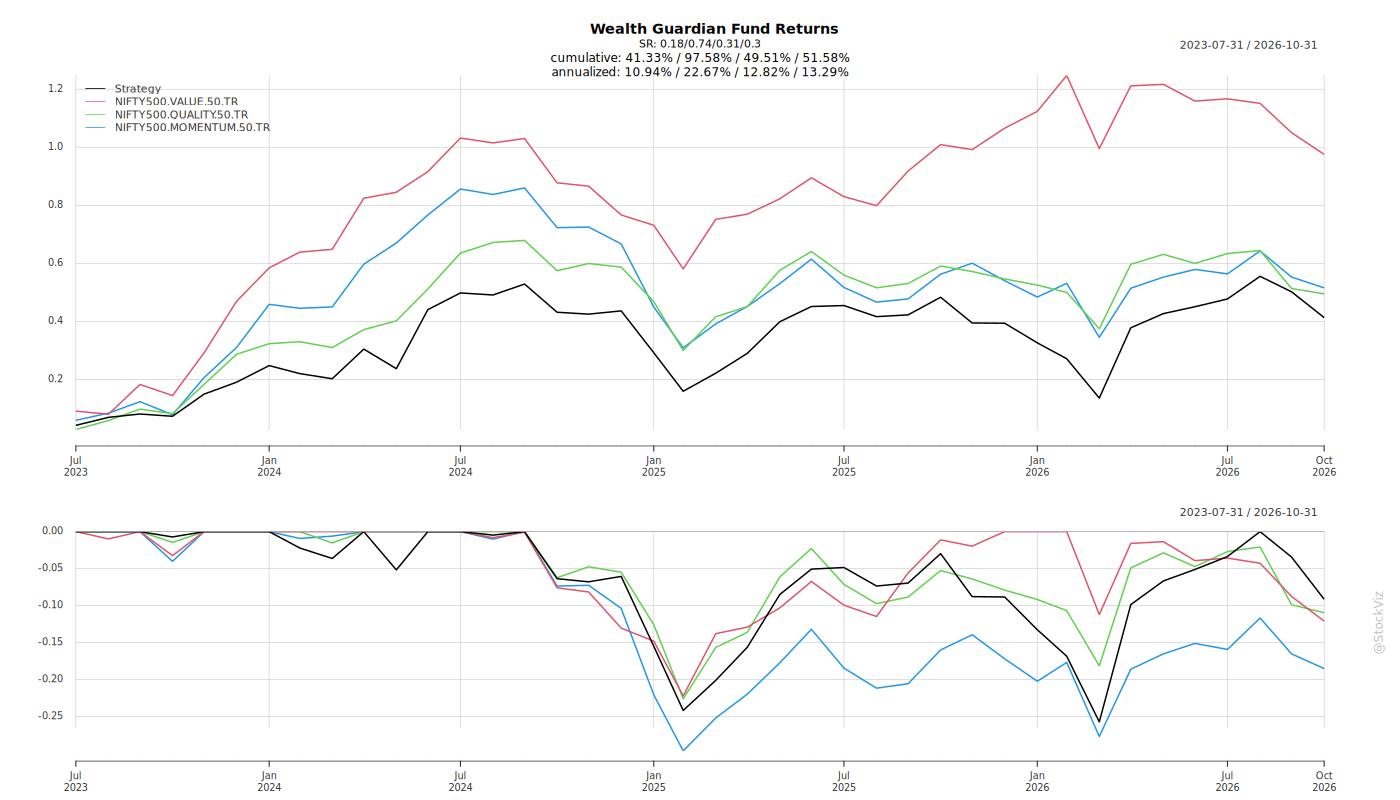 Wealth Guardian Fund Returns
SR: 0.18/0.74/0.31/0.3
cumulative: 41.33% / 97.58% / 49.51% / 51.58%
annualized: 10.94% / 22.67% / 12.82% / 13.29%
2023-07-31 / 2026-10-31
Strategy
NIFTY500.VALUE.50.TR
NIFTY500.QUALITY.50.TR
NIFTY500.MOMENTUM.50.TR
1.2
1.0
0.8
0.6
0.4
0.2
Jul Jan Jul Jan Jul Jan Jul Oct
2023 2024 2024 2025 2025 2026 2026 2026
2023-07-31 / 2026-10-31
0.00
-0.05
-0.10
-0.15
-0.20
-0.25
Jul Jan Jul Jan Jul Jan Jul Oct
2023 2024 2024 2025 2025 2026 2026 2026
@StockViz